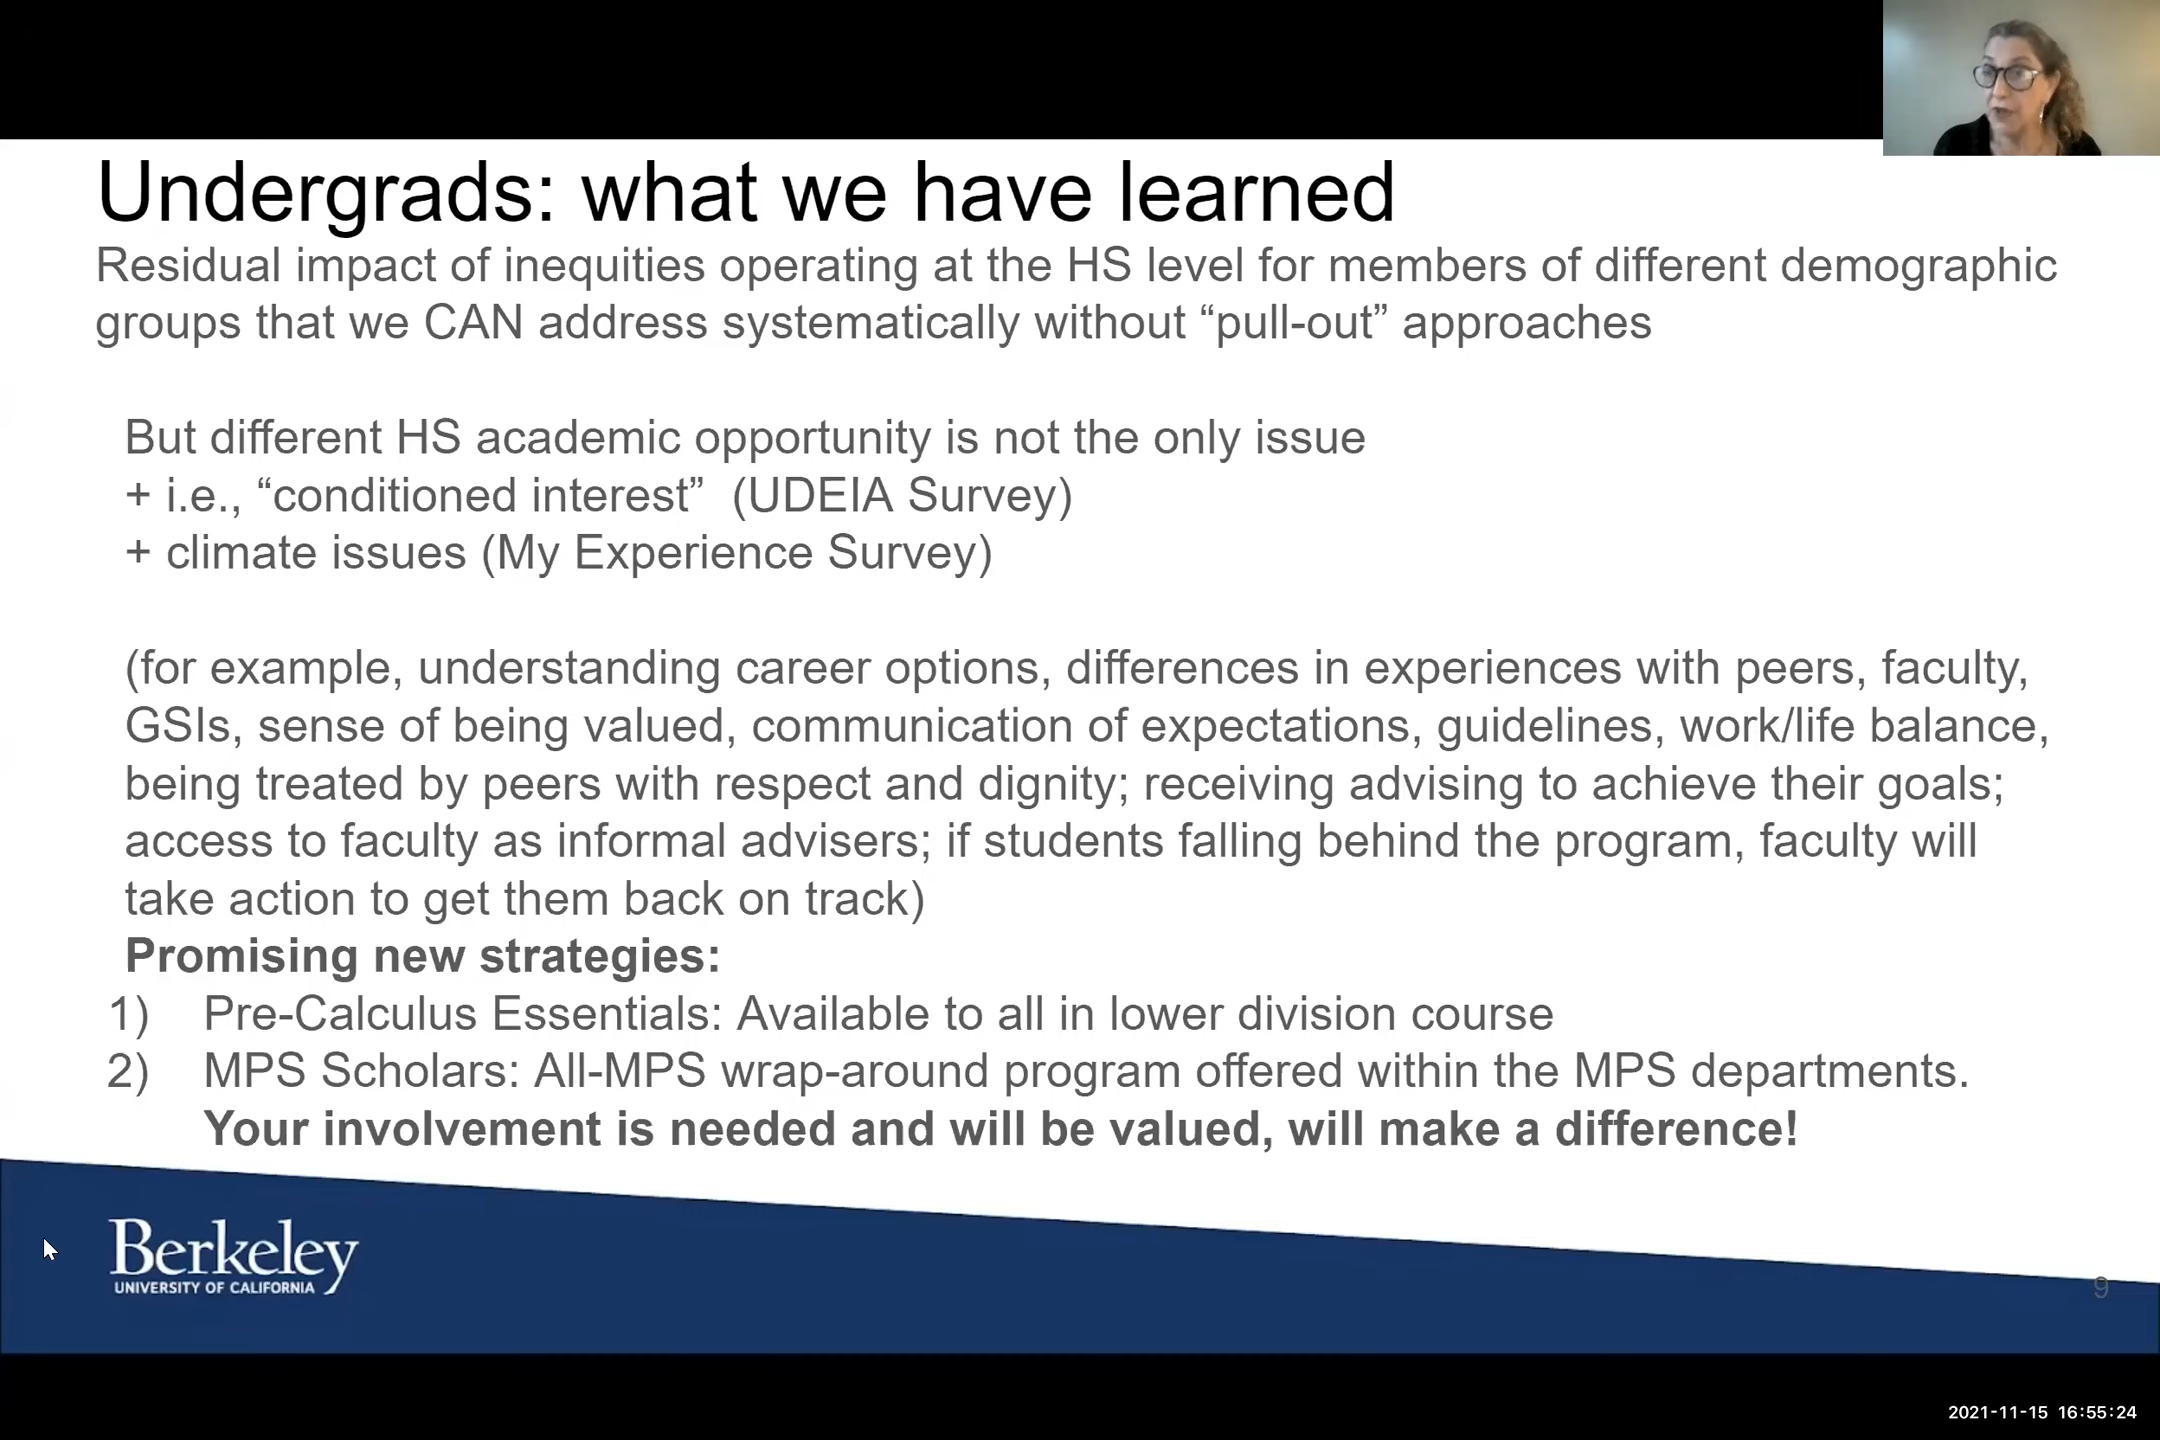 Undergrads: what we have learned
Residual impact of inequities operating at the HS level for members of different demographic
groups that we CAN address systematically without “pull-out” approaches
But different HS academic opportunity is not the only issue
+ i.e., “conditioned interest”  (UDEIA Survey)
+ climate issues (My Experience Survey)
(for example, understanding career options, differences in experiences with peers, faculty,
GSIs, sense of being valued, communication of expectations, guidelines, work/life balance,
being treated by peers with respect and dignity; receiving advising to achieve their goals;
access to faculty as informal advisers; if students falling behind the program, faculty will
take action to get them back on track)
Promising new strategies:
1) Pre-Calculus Essentials: Available to all in lower division course
2) MPS Scholars: All-MPS wrap-around program offered within the MPS departments.
Your involvement is needed and will be valued, will make a difference!
Berkeley
UNIVERSITY OF CALIFORNIA
9
2021-11-15 16:55:24